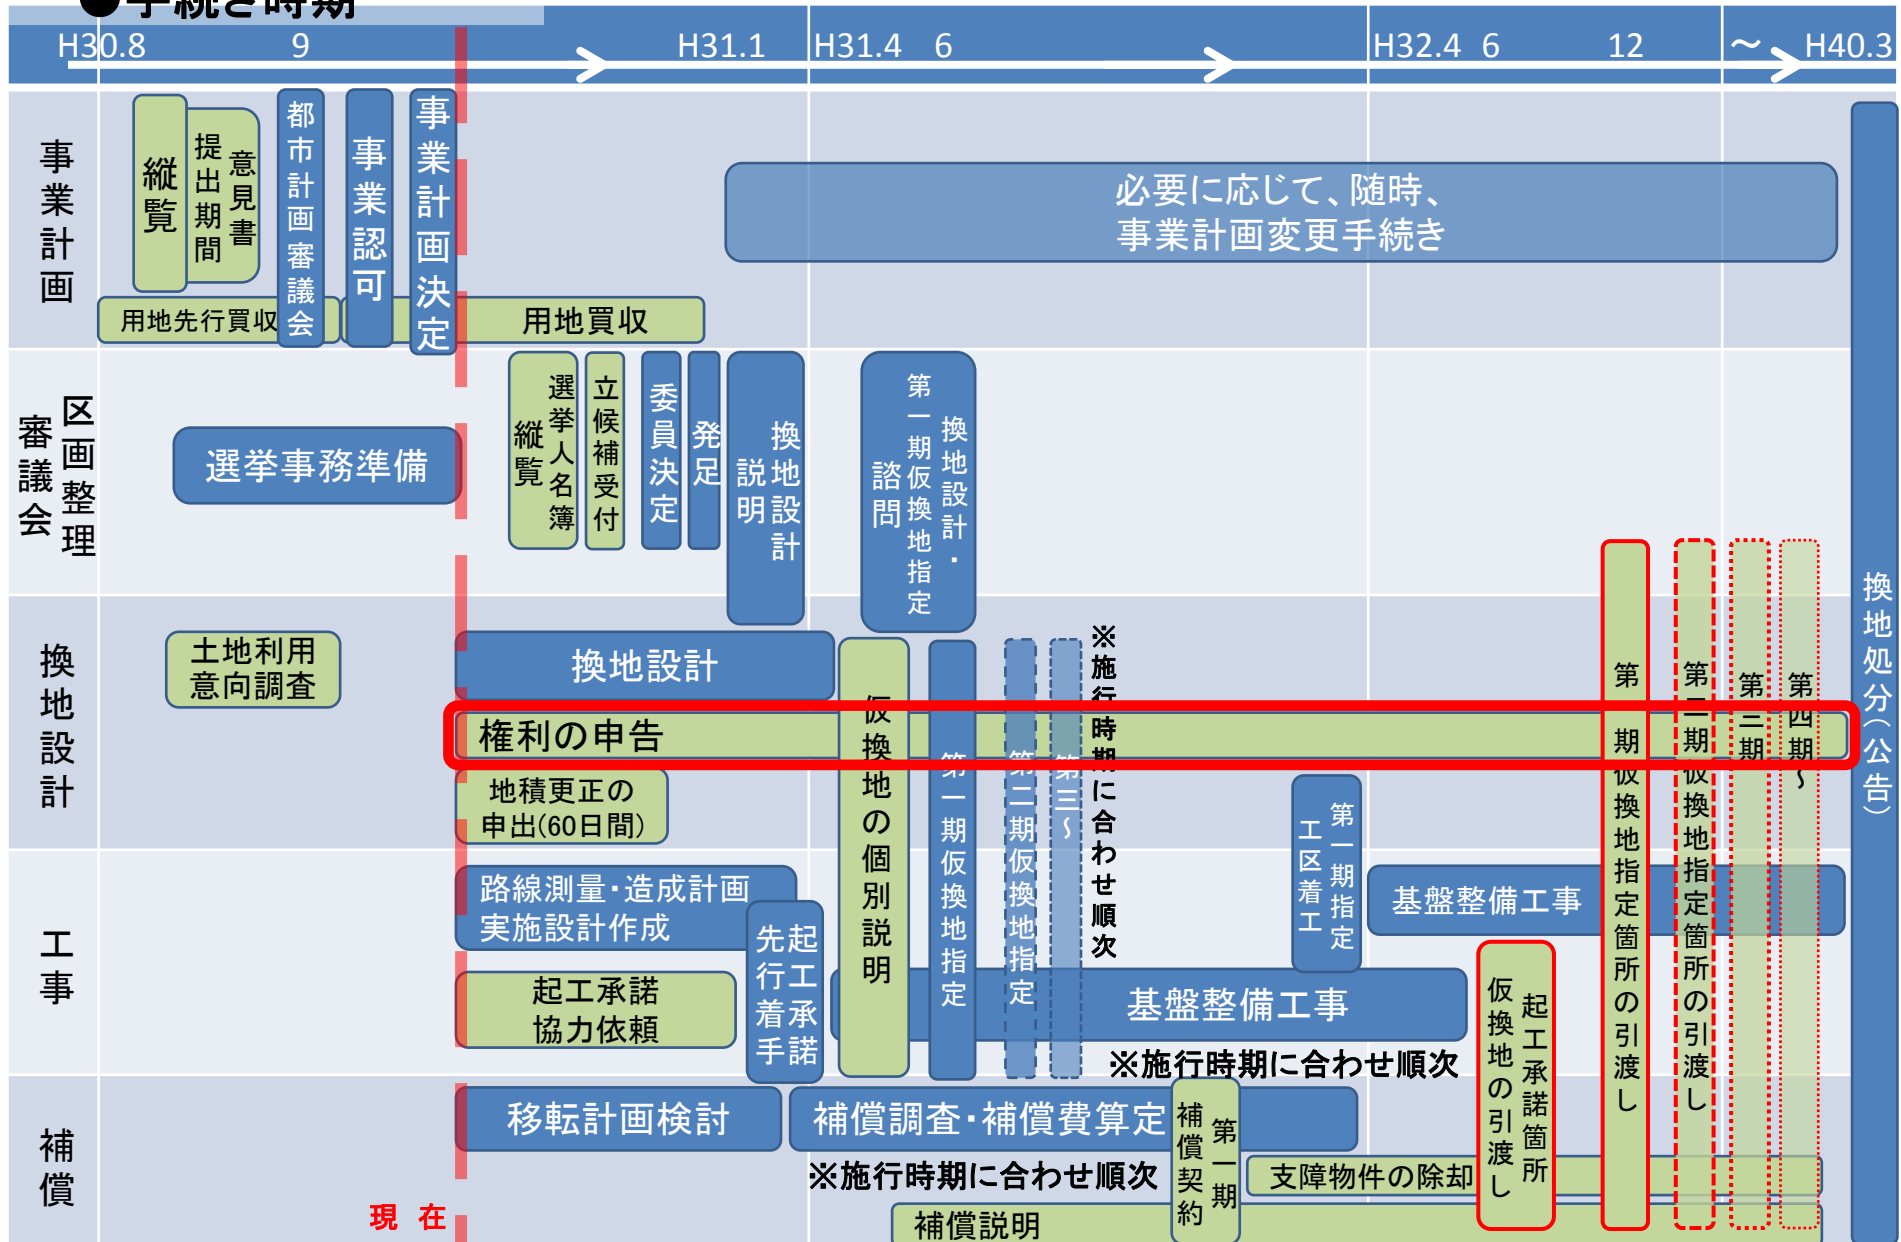 ●手続き時期
H30.8
9
H31.1
H31.4
6
H32.4
6
12
～
H40.3
事業計画
縦覧
意見書
提出期間
都市計画審議会
事業認可
事業計画決定
必要に応じて、随時、
事業計画変更手続き
用地先行買収
用地買収
区画整理
審議会
選挙事務準備
選挙人名簿
縦覧
立候補受付
委員決定
発足
換地設計
説明
換地設計・
第一期仮換地指定
諮問
換地設計
土地利用
意向調査
換地設計
権利の申告
地積更正の
申出(60日間)
仮換地の個別説明
第一期仮換地指定
第二期仮換地指定
第三～
※施行時期に合わせ順次
第一期指定
工区着工
工事
路線測量・造成計画
実施設計作成
起工承諾
協力依頼
起工承諾
先行着手
基盤整備工事
※施行時期に合わせ順次
基盤整備工事
起工承諾箇所
仮換地の引渡し
第 期仮換地指定箇所の引渡し
第二期仮換地指定箇所の引渡し
第三期
第四期～
換地処分(公告)
補償
移転計画検討
補償調査・補償費算定
※施行時期に合わせ順次
第一期
補償契約
支障物件の除却
補償説明
現 在